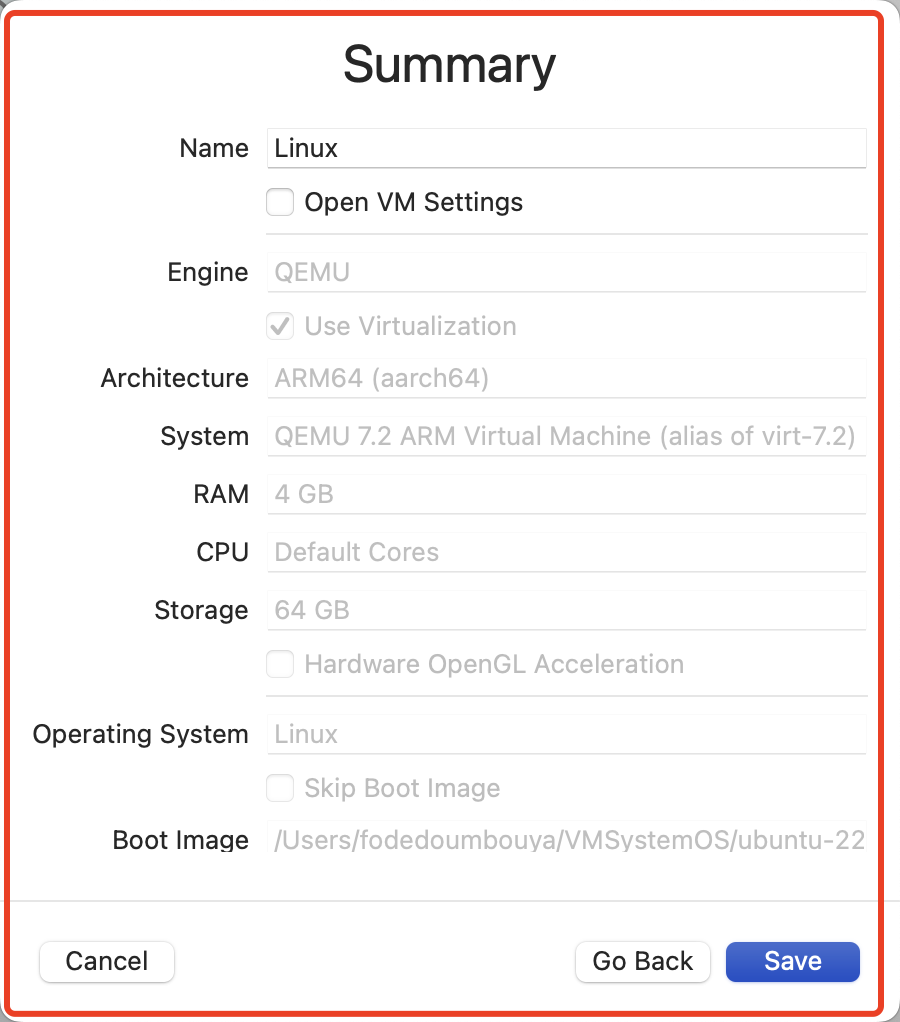 Summary
Name Linux
Open VM Settings
Engine QEMU
Use Virtualization
Architecture ARM64 (aarch64)
System QEMU 7.2 ARM Virtual Machine (alias of virt-7.2)
RAM 4 GB
CPU Default Cores
Storage 64 GB
Hardware OpenGL Acceleration
Operating System Linux
Skip Boot Image
Boot Image /Users/fodedoumbouya/VMSystemOS/ubuntu-22
Cancel Go Back Save